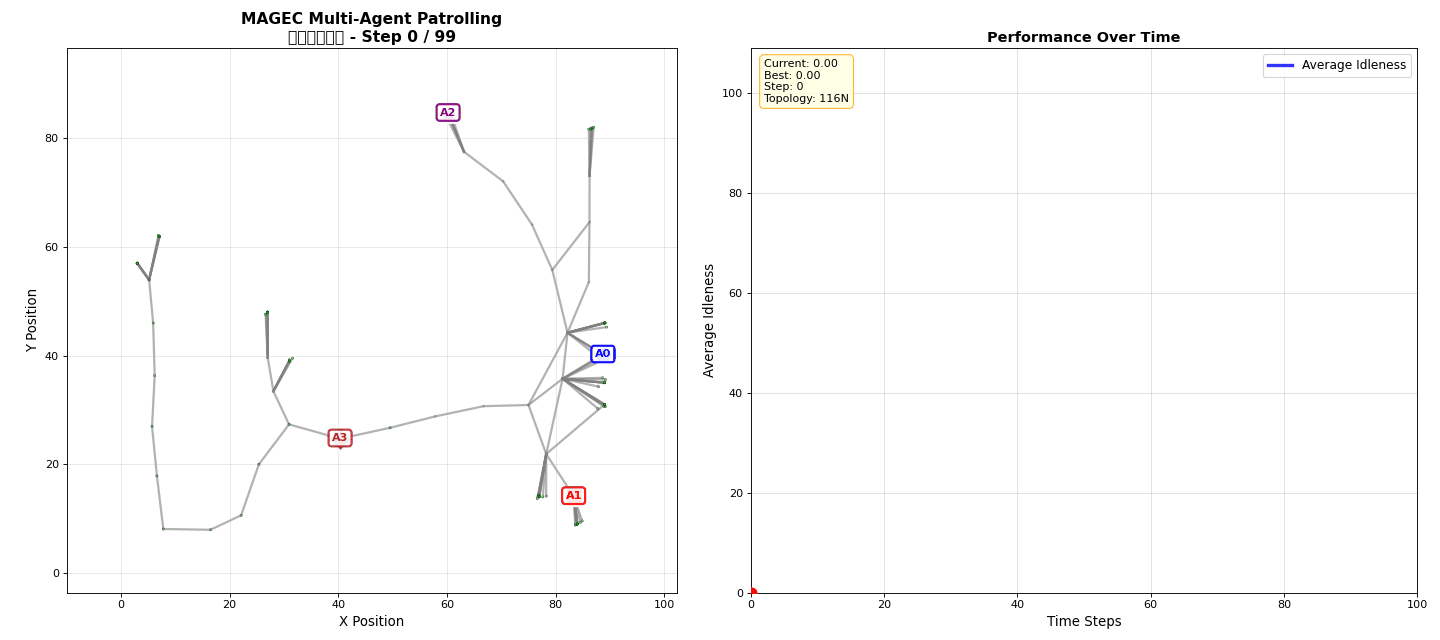 MAGEC Multi-Agent Patrolling
- Step 0 / 99
A2
A0
A3
A1
80
60
40
20
0
0 20 40 60 80 100
Y Position
X Position
Performance Over Time
Current: 0.00
Best: 0.00
Step: 0
Topology: 116N
Average Idleness
100
80
60
40
20
0
0 20 40 60 80 100
Average Idleness
Time Steps